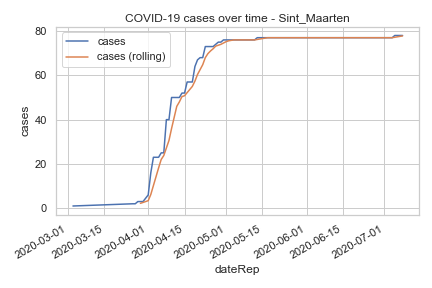 COVID-19 cases over time - Sint_Maarten
cases
cases (rolling)
80
60
40
20
0
cases
2020-03-01
2020-03-15
2020-04-01
2020-04-15
2020-05-01
2020-05-15
2020-06-01
2020-06-15
2020-07-01
dateRep